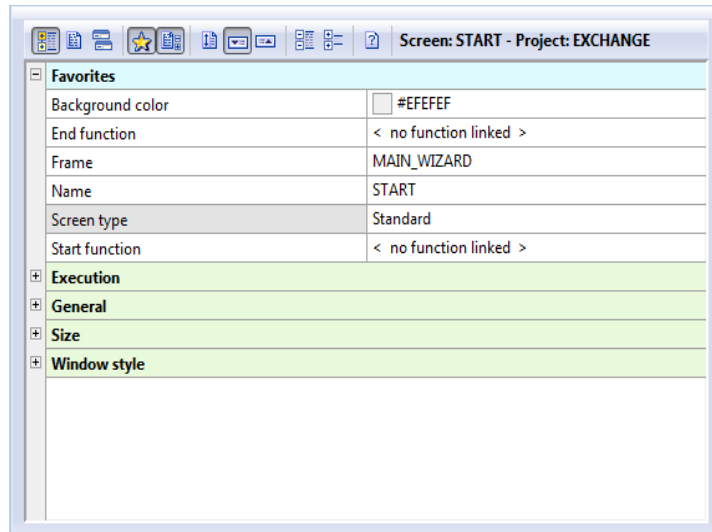 Screen: START - Project: EXCHANGE
Favorites
Background color #EFEFEF
End function < no function linked >
Frame MAIN_WIZARD
Name START
Screen type Standard
Start function < no function linked >
Execution
General
Size
Window style